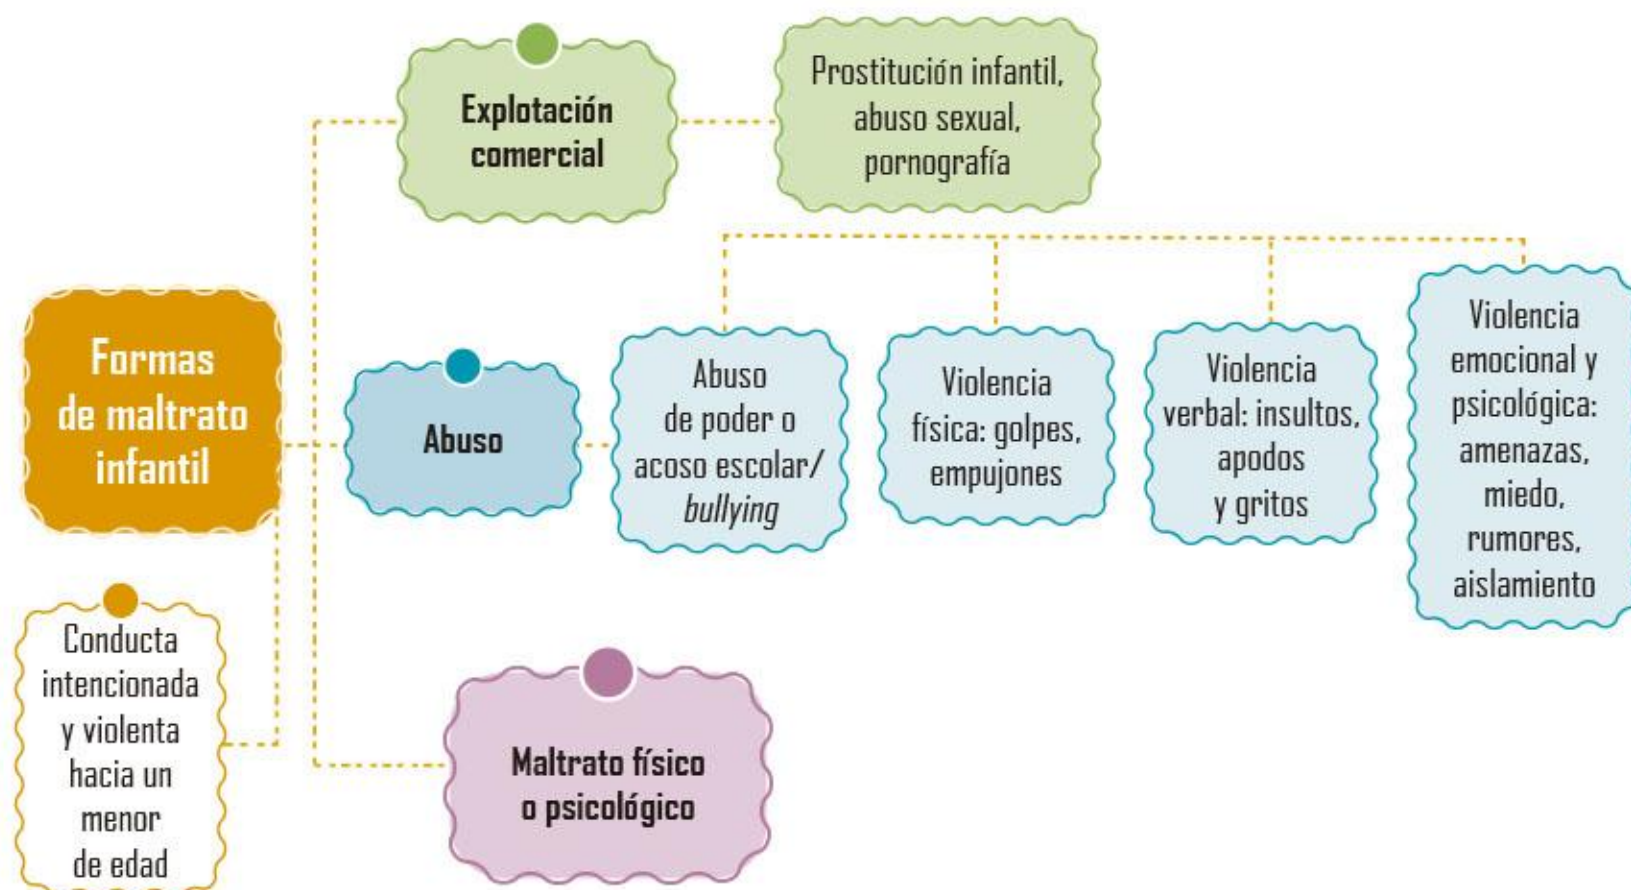 Explotación
comercial
Prostitución infantil,
abuso sexual,
pornografía
Formas
de maltrato
infantil
Abuso
Abuso
de poder o
acoso escolar/
bullying
Violencia
física: golpes,
empujones
Violencia
verbal: insultos,
apodos
y gritos
Violencia
emocional y
psicológica:
amenazas,
miedo,
rumores,
aislamiento
Conducta
intencionada
y violenta
hacia un
menor
de edad
Maltrato físico
o psicológico